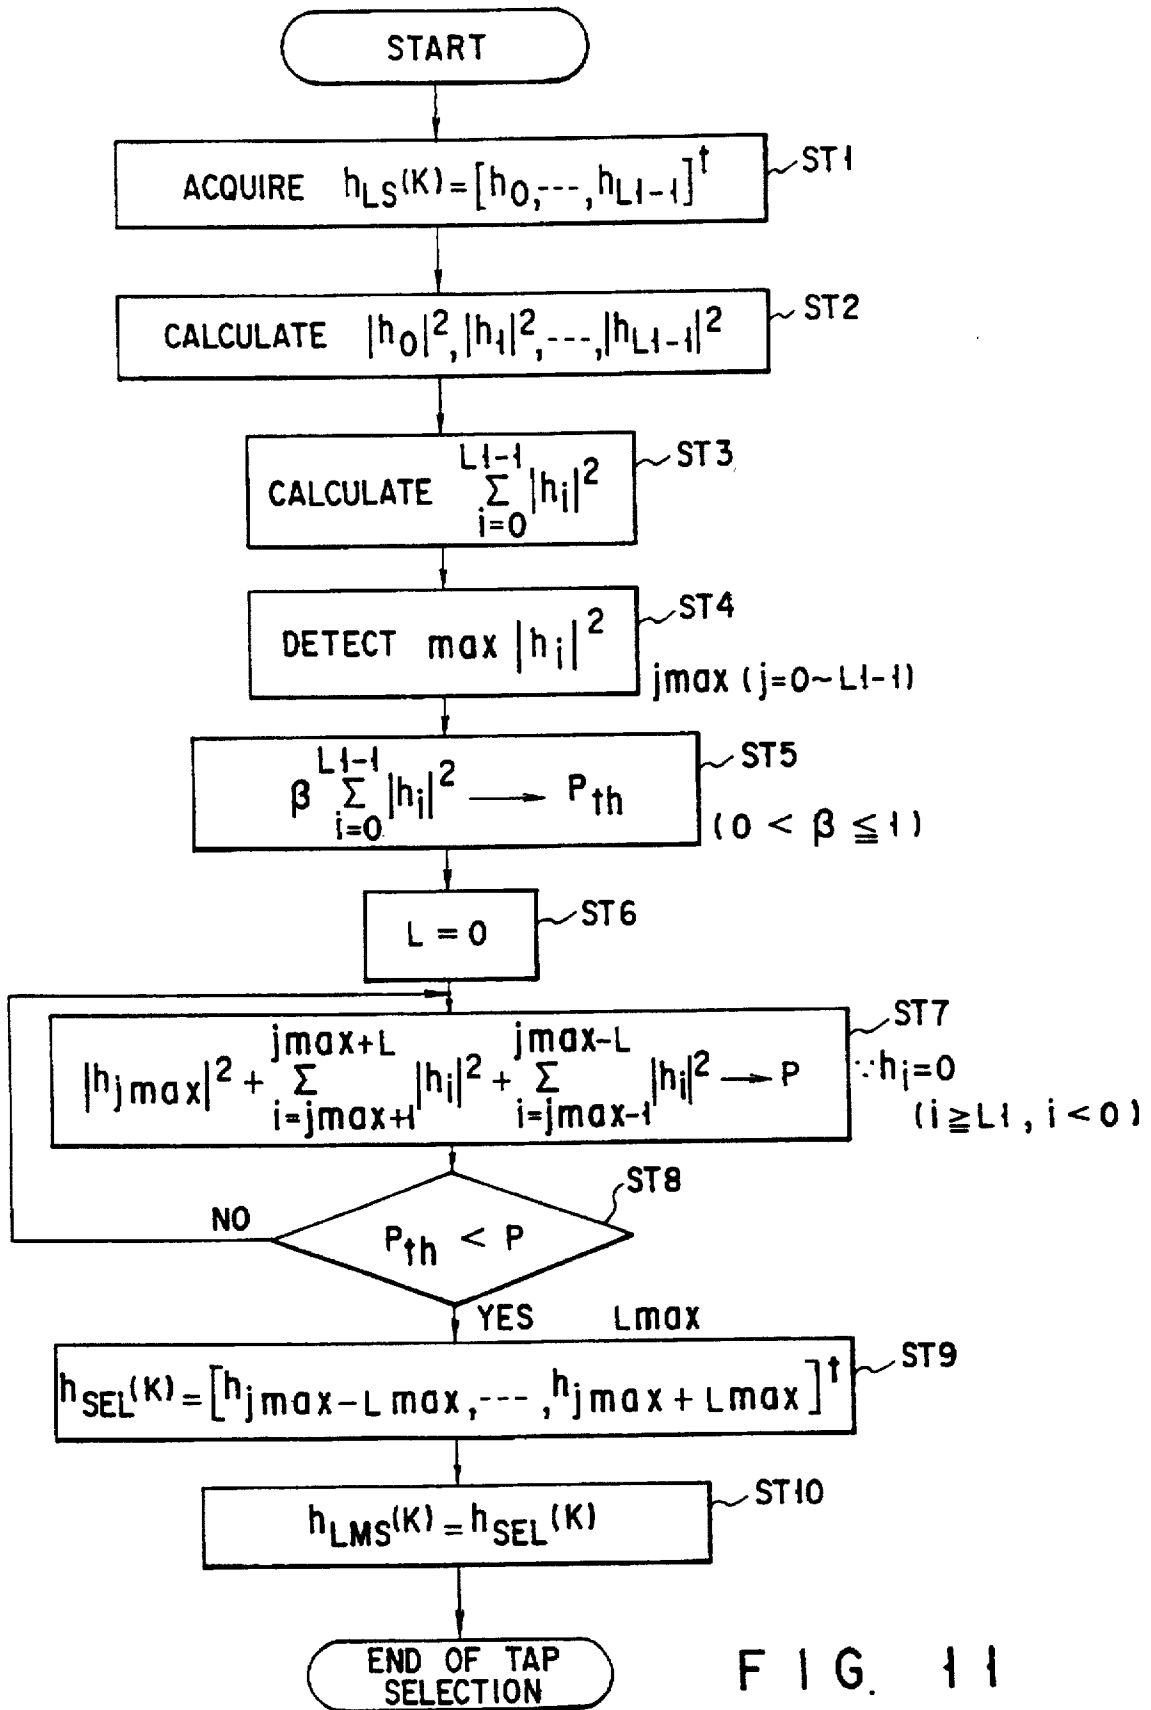 START
ACQUIRE h_LS(K)=[h_0,---,h_L1-1]^t
ST1
CALCULATE |h_0|^2,|h_1|^2,---,|h_L1-1|^2
ST2
CALCULATE Σ_{i=0}^{L1-1}|h_i|^2
ST3
DETECT max |h_i|^2
ST4
jmax (j=0~L1-1)
β Σ_{i=0}^{L1-1}|h_i|^2 → P_th
ST5
(0 < β ≦ 1)
L = 0
ST6
|h_jmax|^2 + Σ_{i=jmax+1}^{jmax+L}|h_i|^2 + Σ_{i=jmax-1}^{jmax-L}|h_i|^2 → P
ST7
∵h_i=0
(i≧L1, i<0)
P_th < P
ST8
NO
YES
Lmax
h_SEL(K)=[h_jmax-Lmax,---,h_jmax+Lmax]^t
ST9
h_LMS(K)=h_SEL(K)
ST10
END OF TAP
SELECTION
FIG. 11